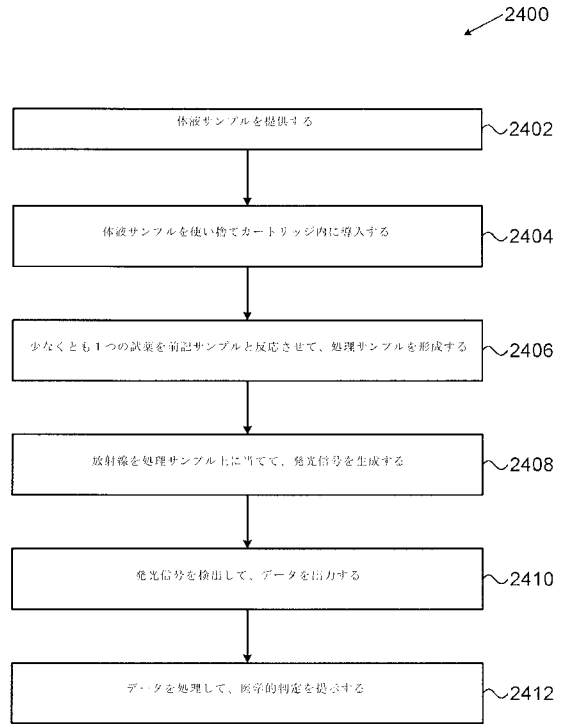 2400
体液サンプルを提供する
2402
体液サンプルを使い捨てカートリッジ内に導入する
2404
少なくとも1つの試薬を前記サンプルと反応させて、処理サンプルを形成する
2406
放射線を処理サンプル上に当てて、発光信号を生成する
2408
発光信号を検出して、データを出力する
2410
データを処理して、医学的判定を提示する
2412